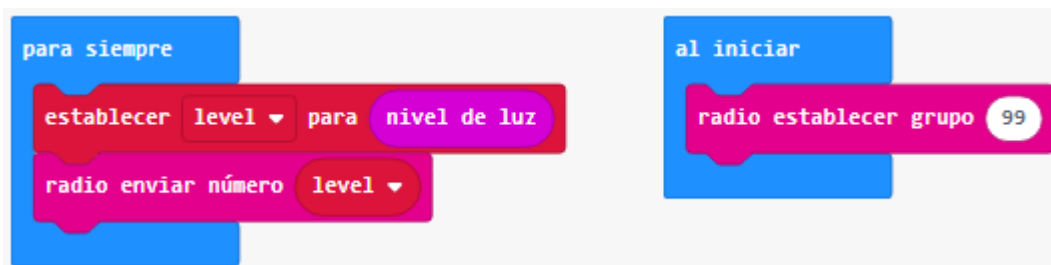 para siempre
establecer level para nivel de luz
radio enviar número level
al iniciar
radio establecer grupo 99